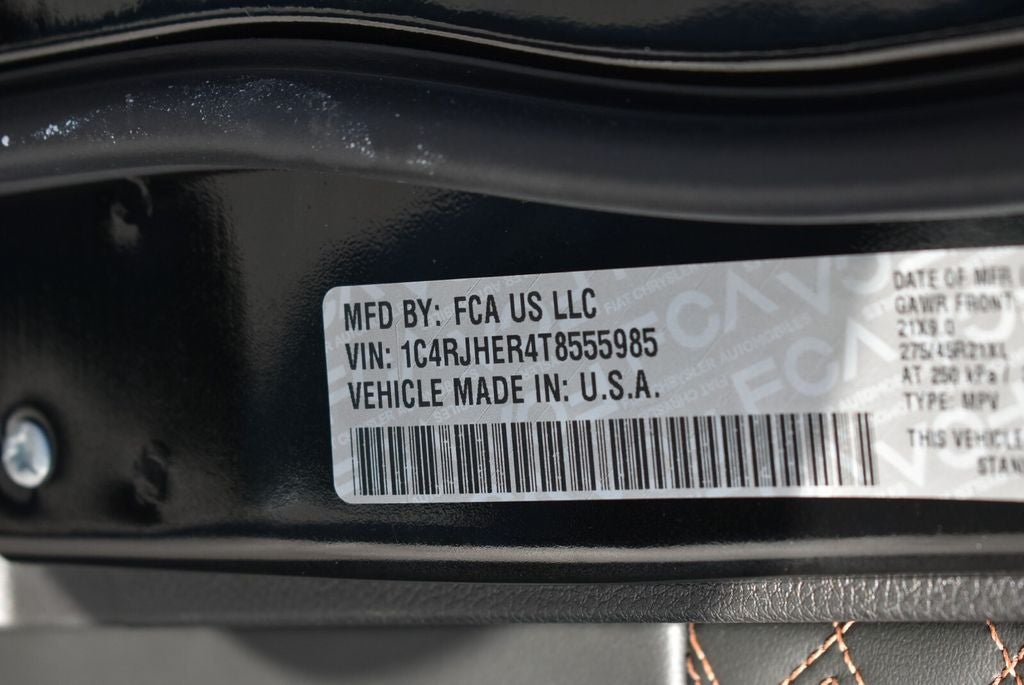 MFD BY: FCA US LLC
VIN: 1C4RJHER4T8555985
VEHICLE MADE IN: U.S.A.
DATE OF MFR
GAWR FRONT
21X9.0
275/45R21XL
AT 250 kPa /
TYPE: MPV
THIS VEHICLE
STAN